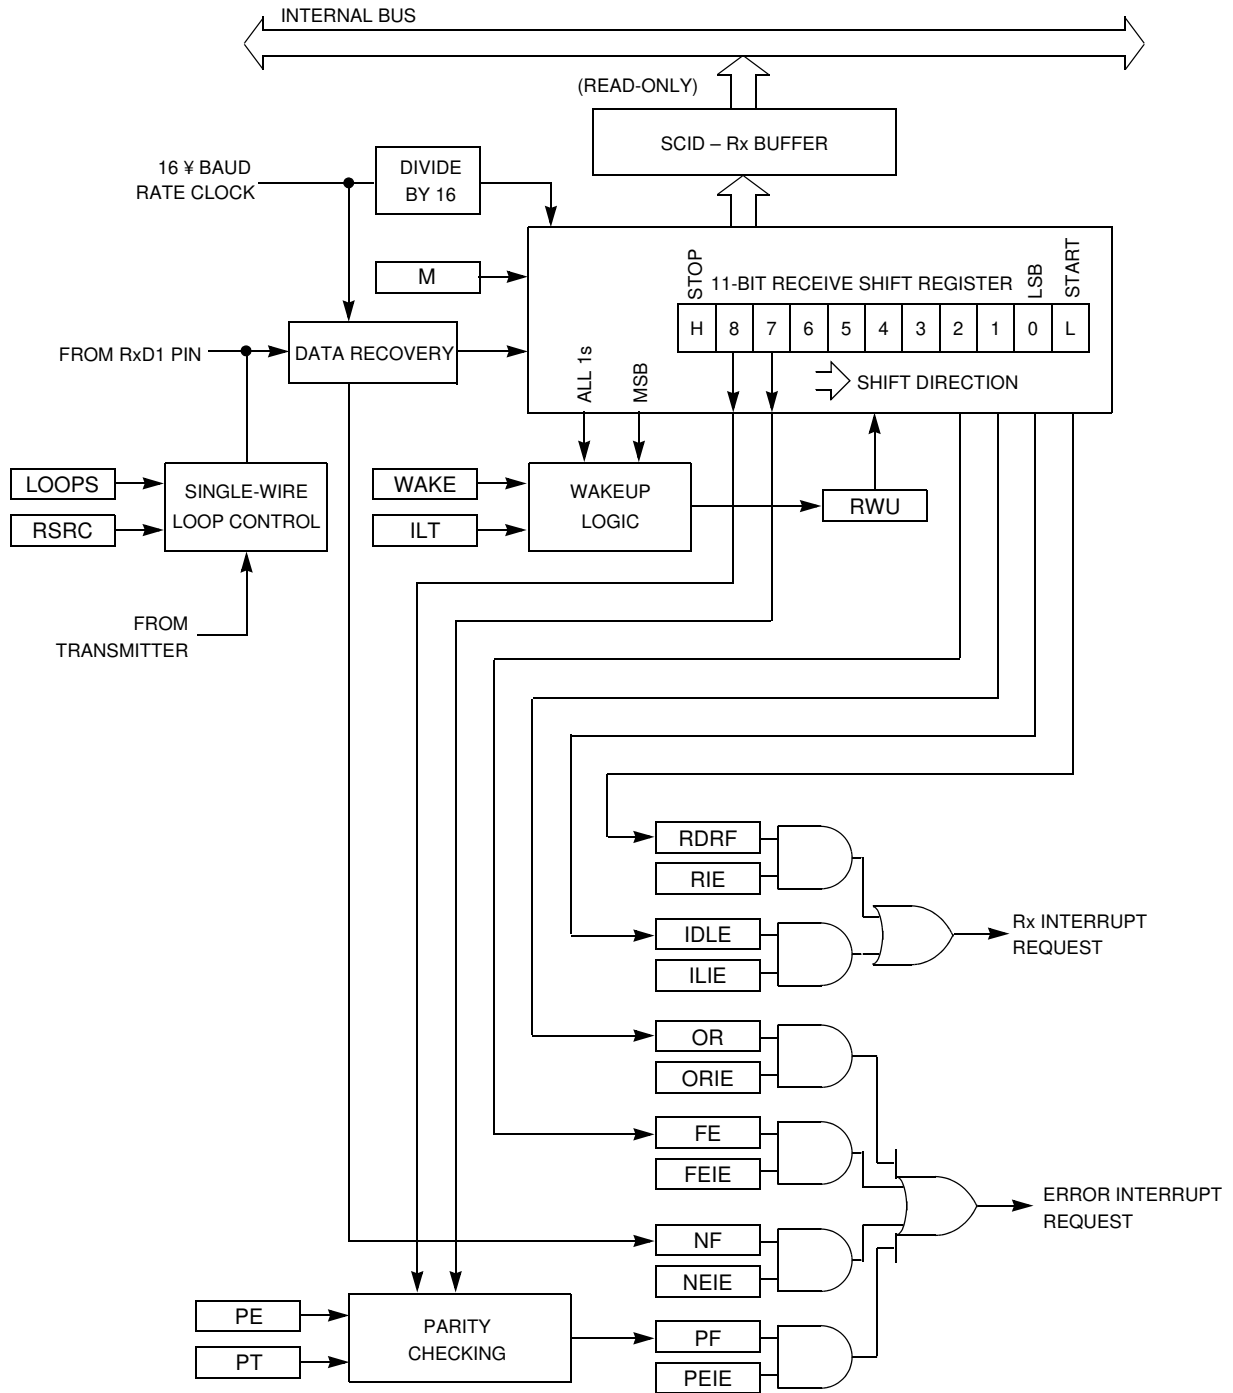 INTERNAL BUS
(READ-ONLY)
SCID – Rx BUFFER
16 ¥ BAUD
RATE CLOCK
DIVIDE
BY 16
M
STOP
11-BIT RECEIVE SHIFT REGISTER
LSB
START
H 8 7 6 5 4 3 2 1 0 L
FROM RxD1 PIN
DATA RECOVERY
ALL 1s
MSB
SHIFT DIRECTION
LOOPS
RSRC
SINGLE-WIRE
LOOP CONTROL
WAKE
ILT
WAKEUP
LOGIC
RWU
FROM
TRANSMITTER
RDRF
RIE
IDLE
ILIE
Rx INTERRUPT
REQUEST
OR
ORIE
FE
FEIE
ERROR INTERRUPT
REQUEST
NF
NEIE
PE
PT
PARITY
CHECKING
PF
PEIE